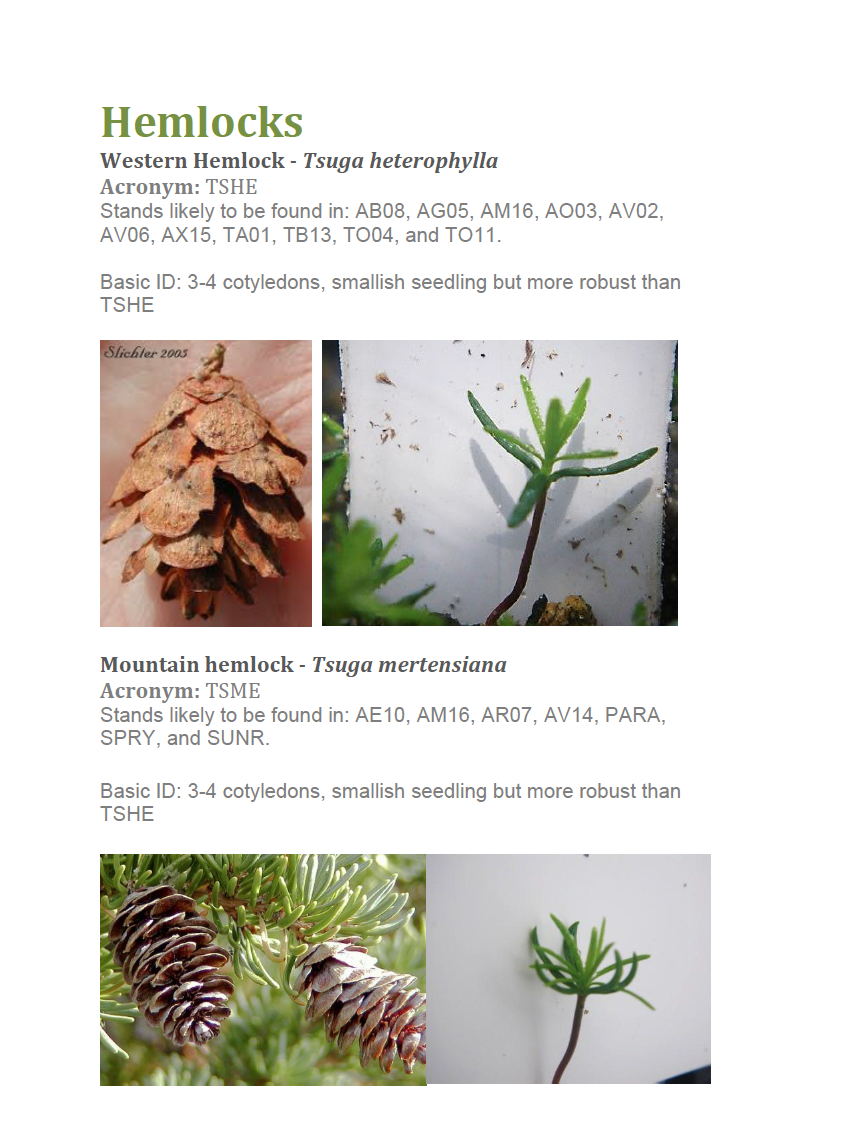 Hemlocks
Western Hemlock - Tsuga heterophylla
Acronym: TSHE
Stands likely to be found in: AB08, AG05, AM16, AO03, AV02,
AV06, AX15, TA01, TB13, TO04, and TO11.
Basic ID: 3-4 cotyledons, smallish seedling but more robust than
TSHE
Slichter 2005
Mountain hemlock - Tsuga mertensiana
Acronym: TSME
Stands likely to be found in: AE10, AM16, AR07, AV14, PARA,
SPRY, and SUNR.
Basic ID: 3-4 cotyledons, smallish seedling but more robust than
TSHE